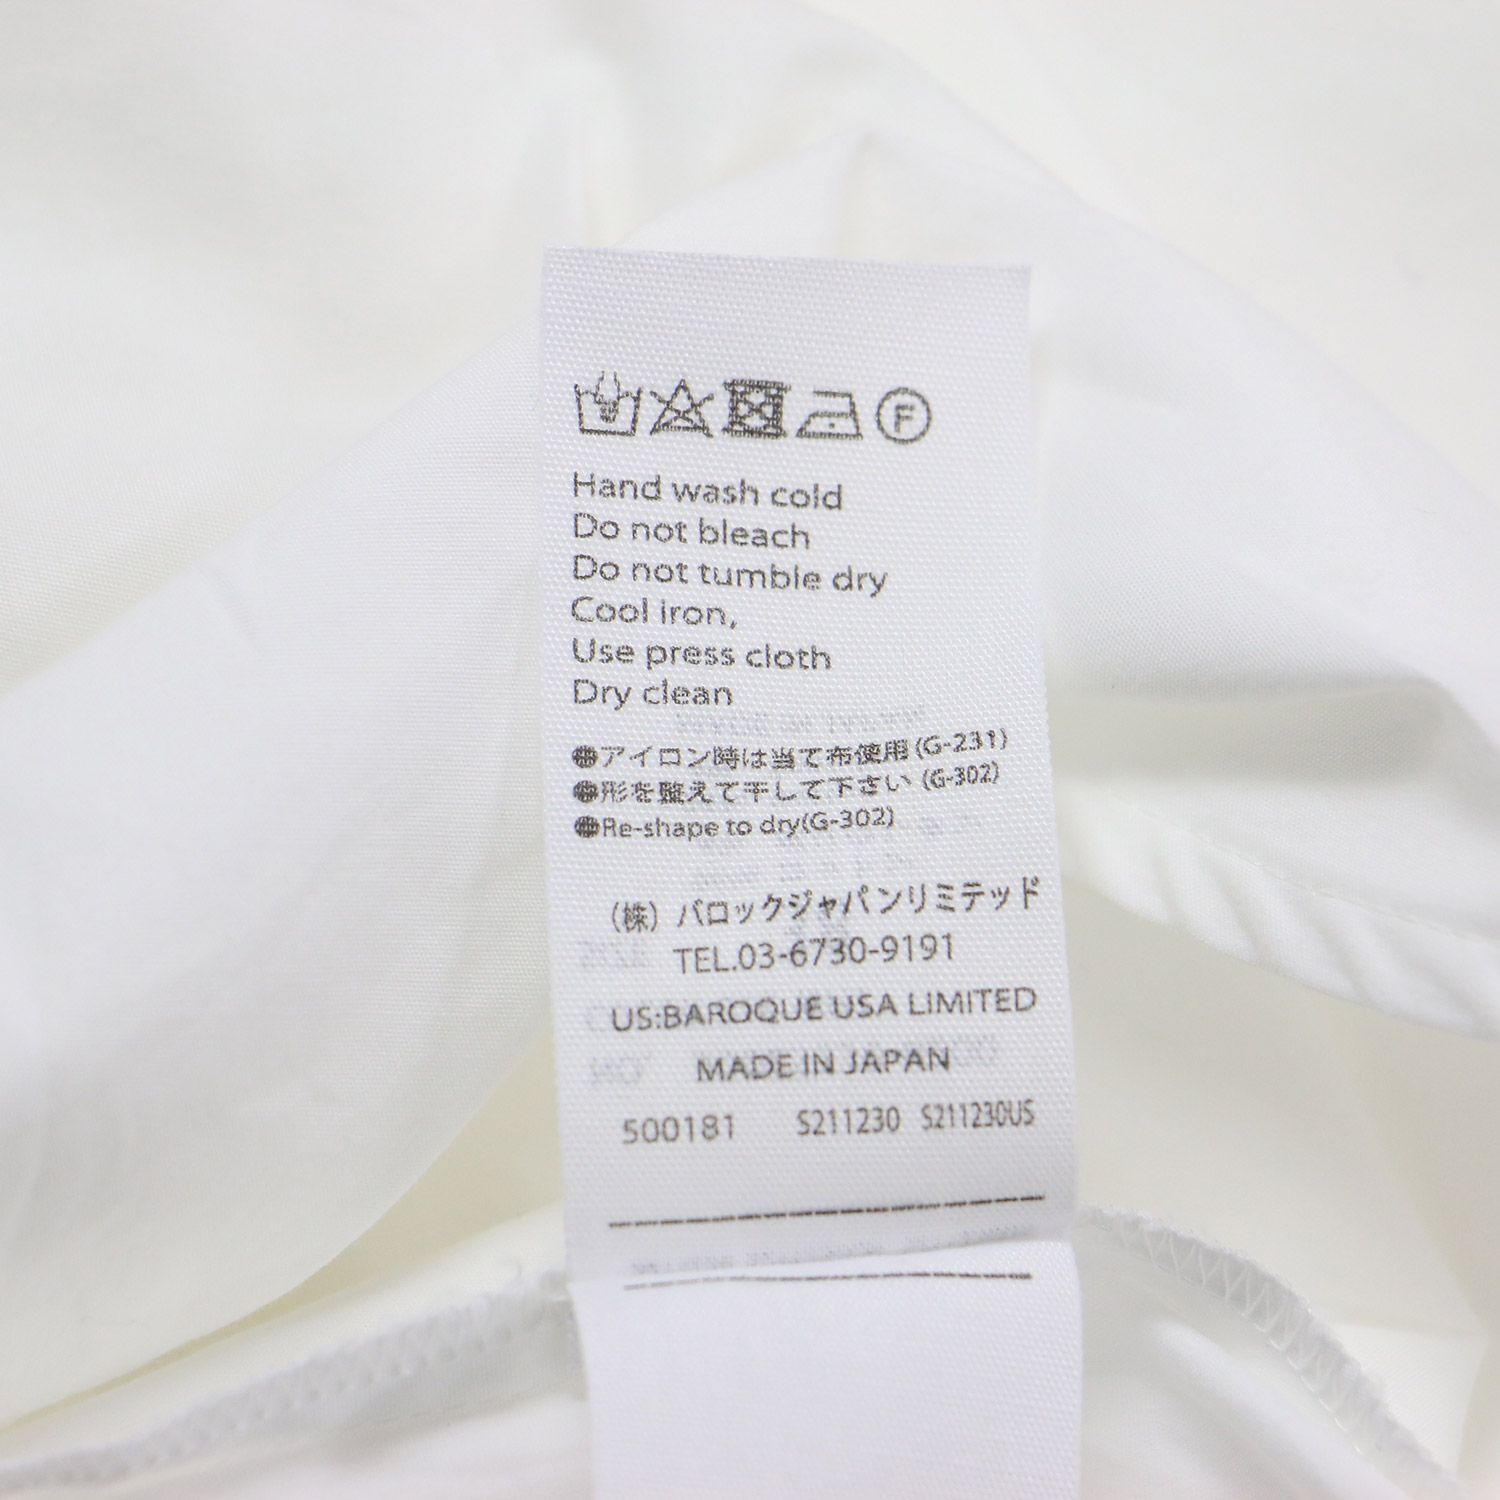 F
Hand wash cold
Do not bleach
Do not tumble dry
Cool iron,
Use press cloth
Dry clean
●アイロン時は当て布使用(G-231)
●形を整えて干して下さい (G-302)
●Re-shape to dry(G-302)
(株) バロックジャパンリミテッド
TEL.03-6730-9191
US:BAROQUE USA LIMITED
MADE IN JAPAN
500181 S211230 S211230US